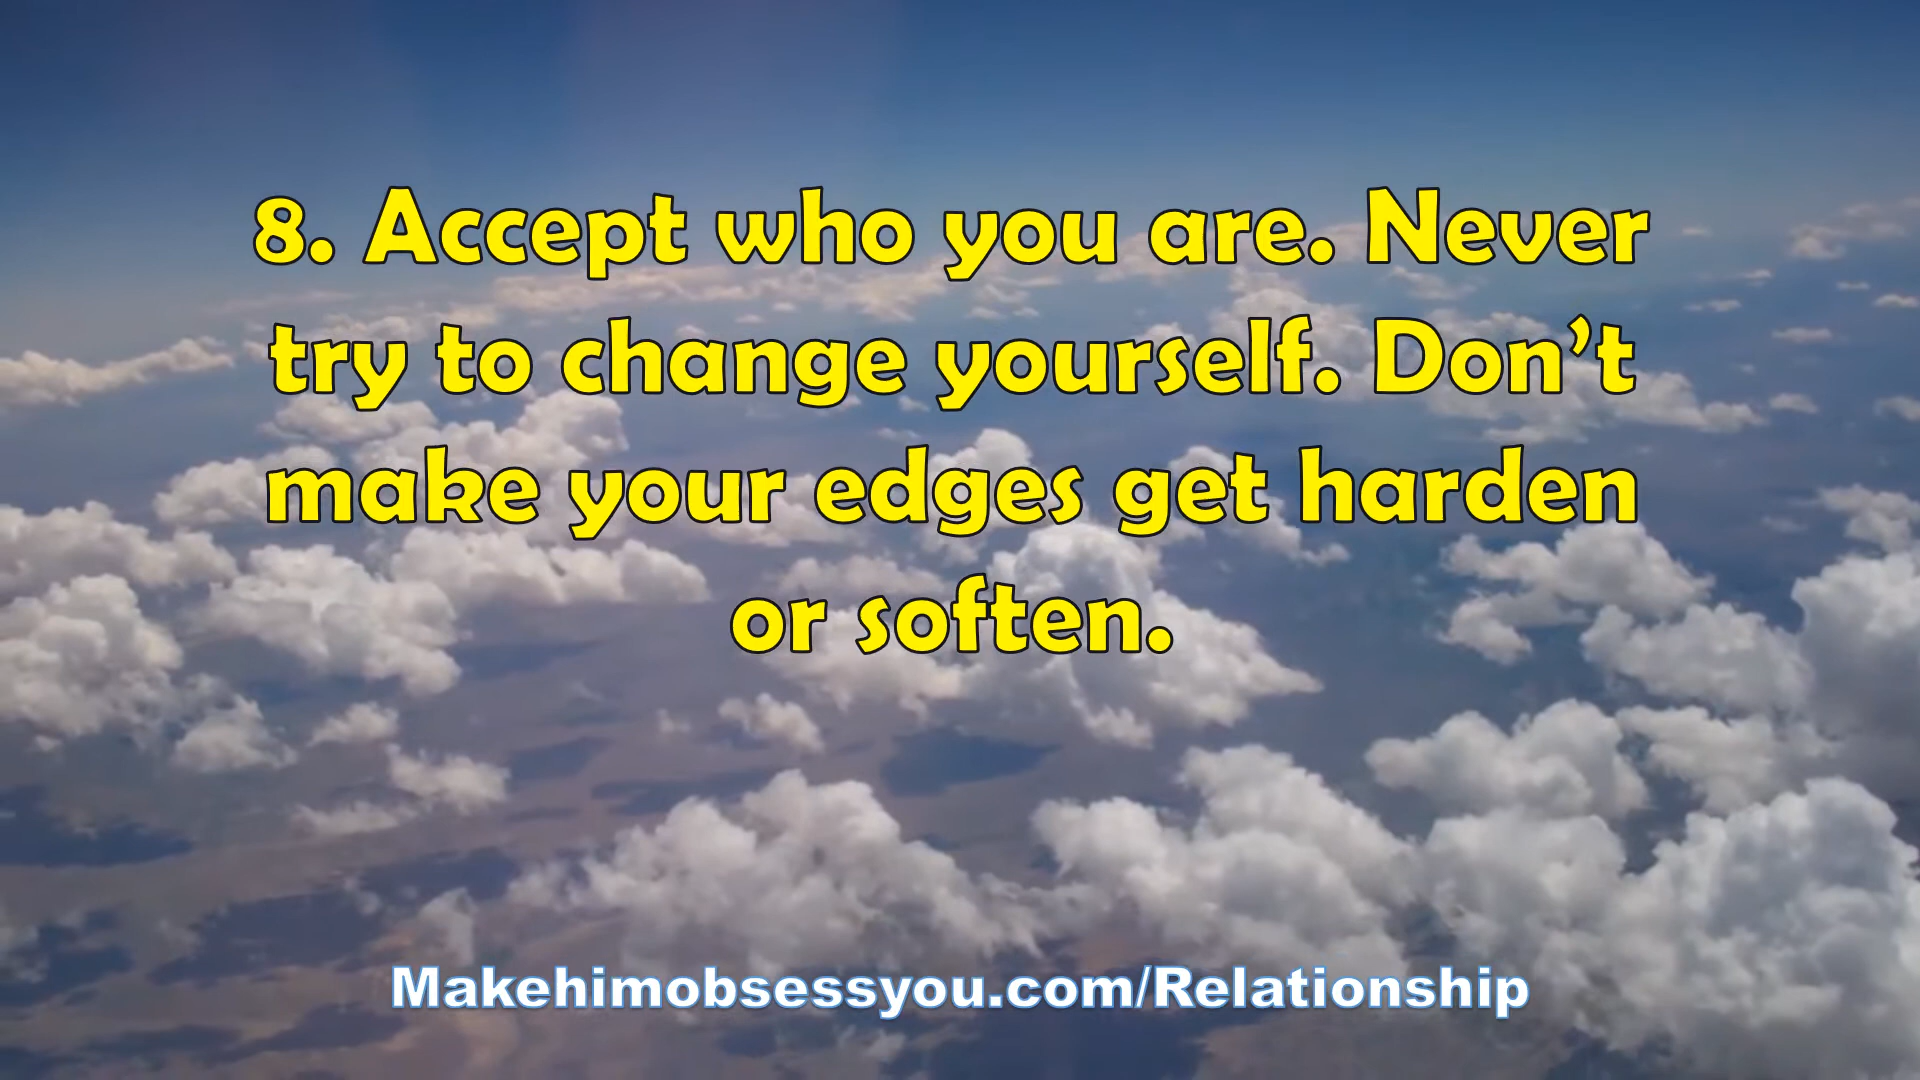 8. Accept who you are. Never
try to change yourself. Don’t
make your edges get harden
or soften.
Makehimobsessyou.com/Relationship